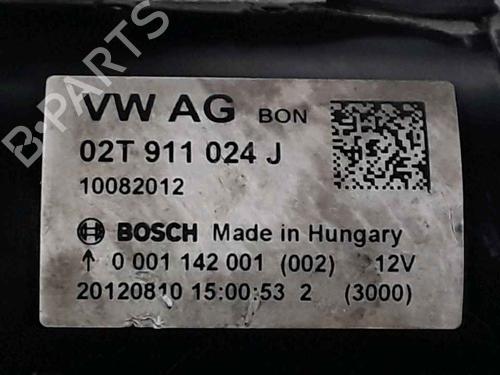 VW AG BON
02T 911 024 J
10082012
BOSCH Made in Hungary
↑ 0 001 142 001 (002) 12V
20120810 15:00:53 2 (3000)
B-PARTS